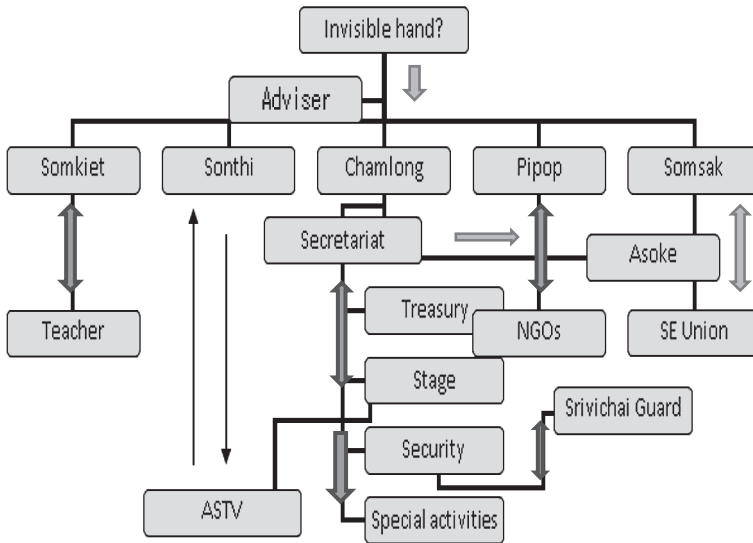 Invisible hand?
Adviser
Somkiet
Sonthi
Chamlong
Pipop
Somsak
Secretariat
Asoke
Teacher
Treasury
NGOs
SE Union
Stage
Srivichai Guard
Security
ASTV
Special activities